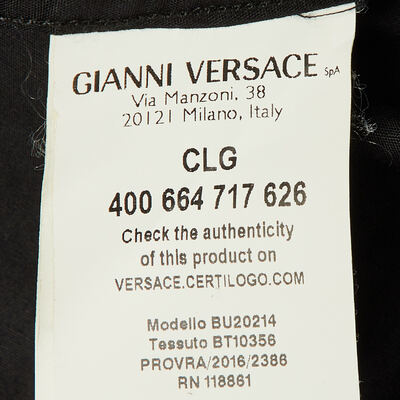 GIANNI VERSACE SpA
Via Manzoni, 38
20121 Milano, Italy
CLG
400 664 717 626
Check the authenticity
of this product on
VERSACE.CERTILOGO.COM
Modello BU20214
Tessuto BT10356
PROVRA/2016/2386
RN 118861